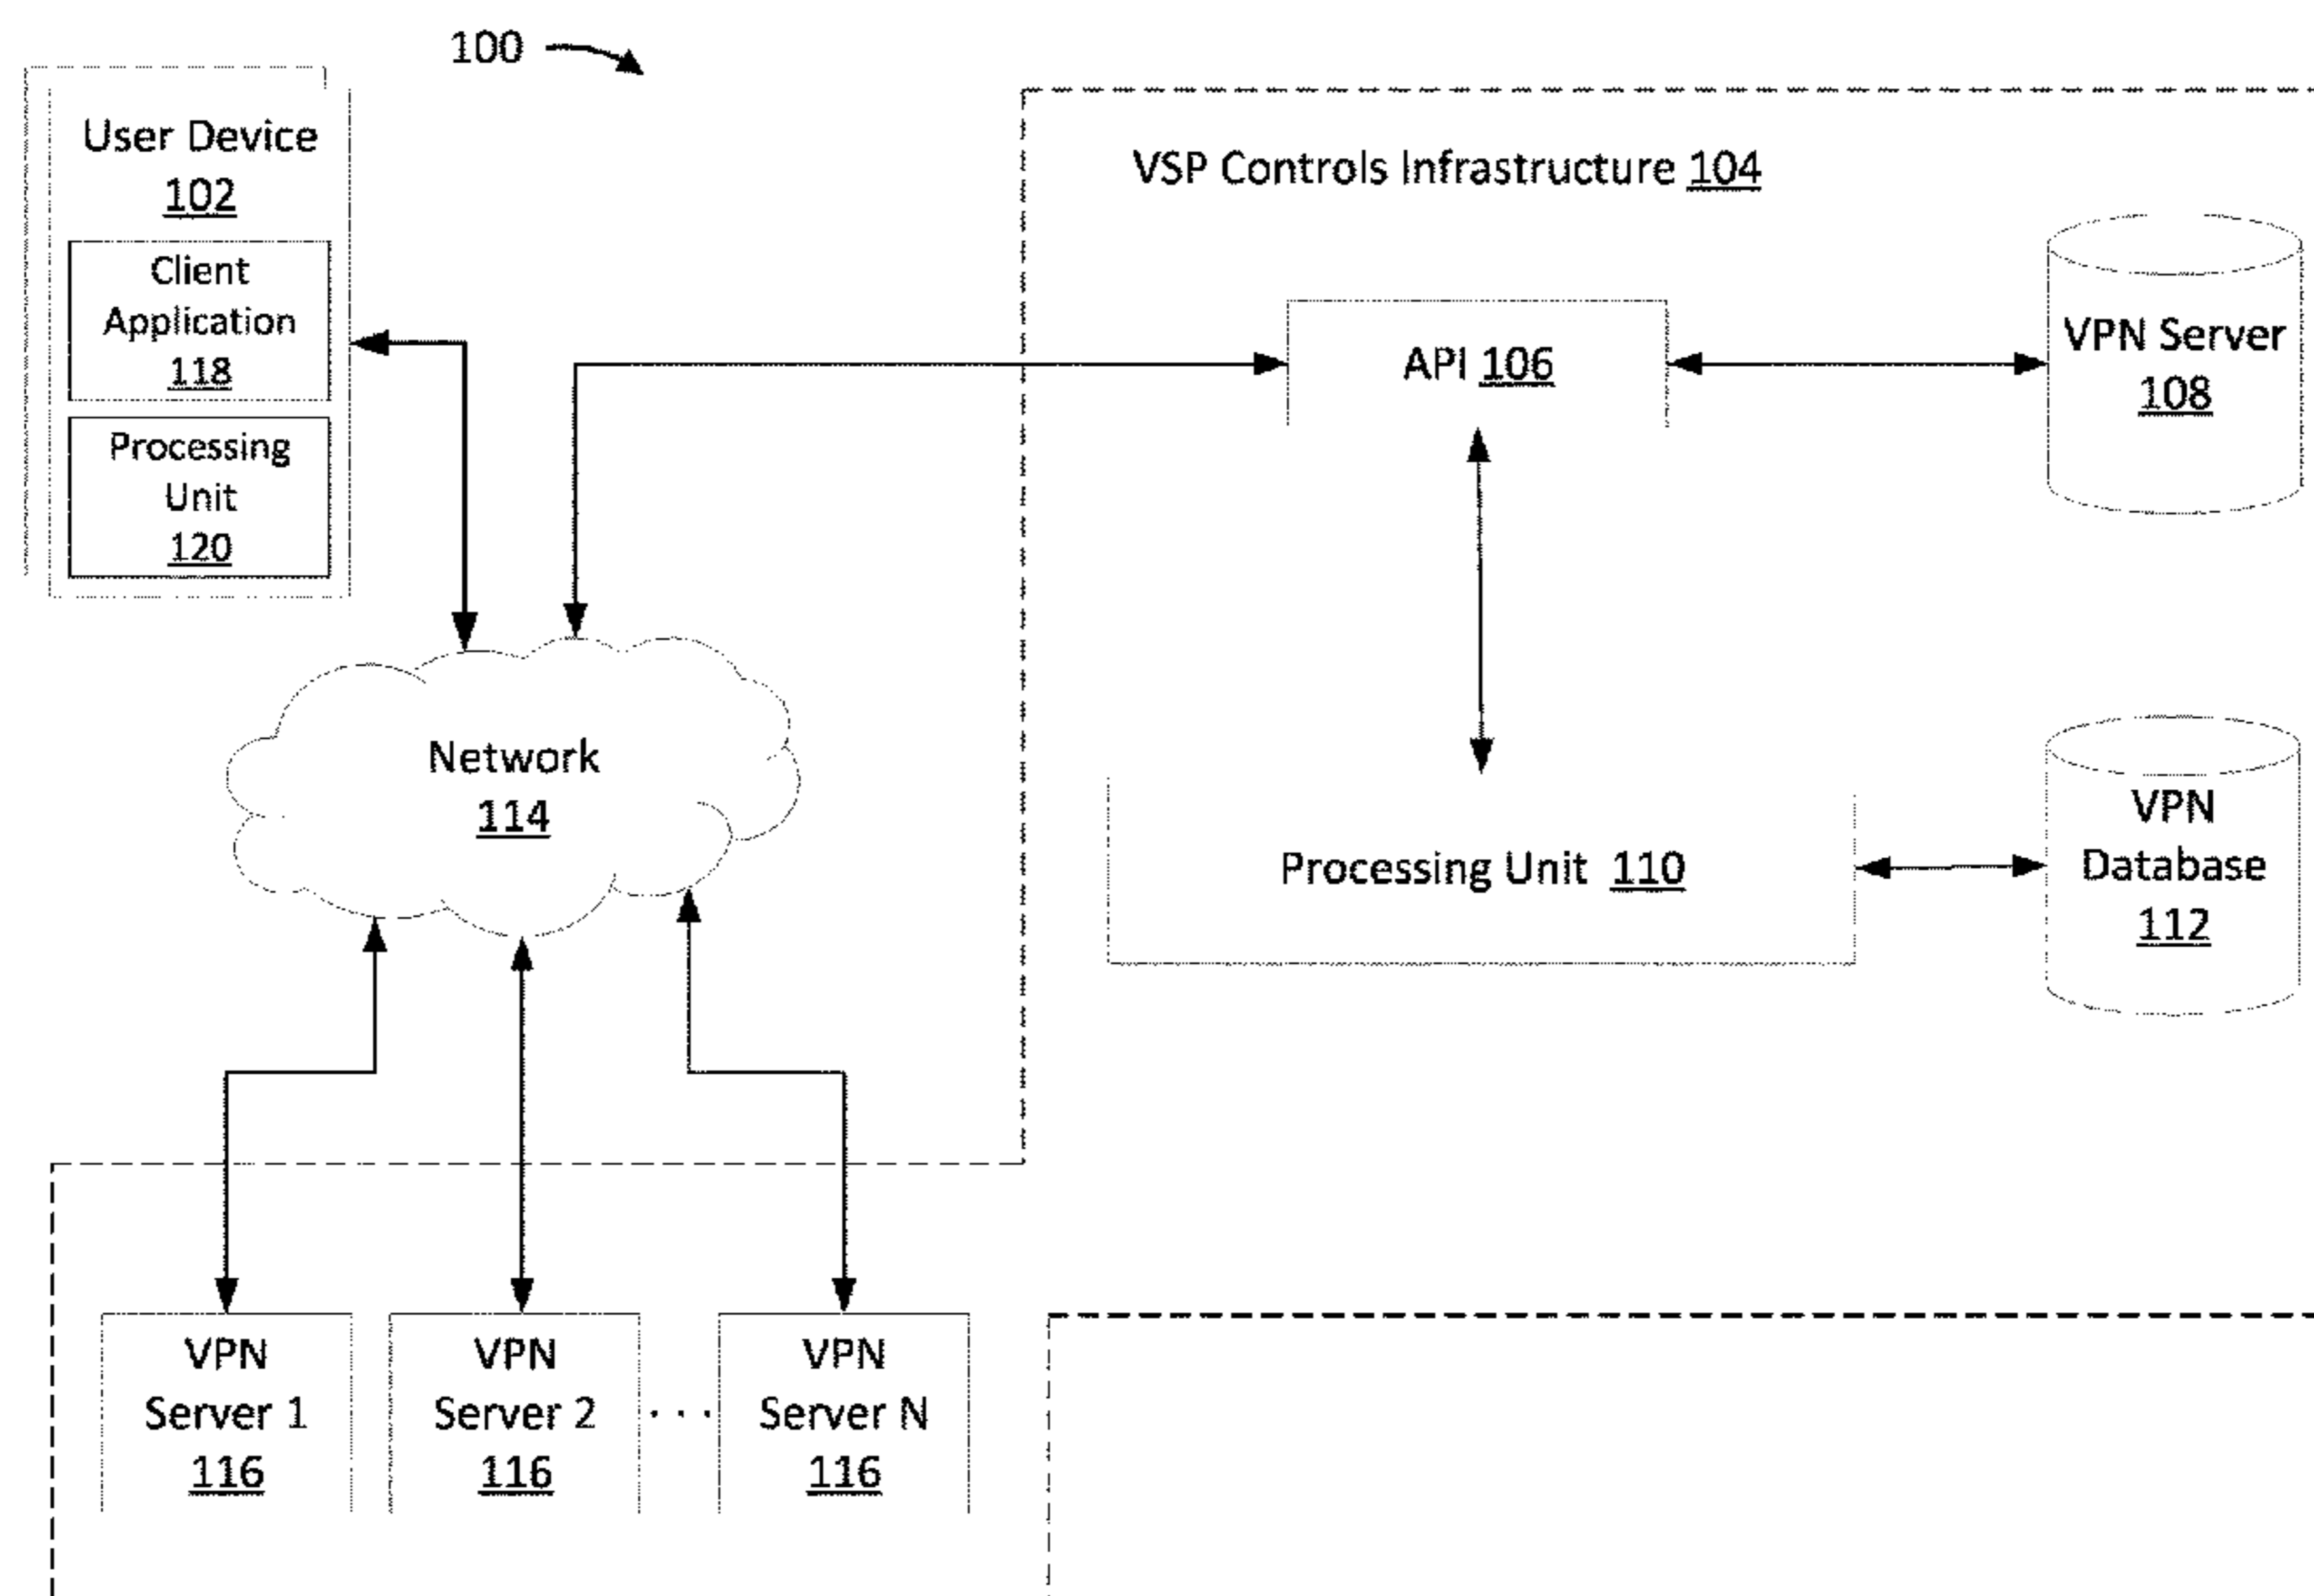 100
User Device
102
Client
Application
118
Processing
Unit
120
VSP Controls Infrastructure 104
API 106
VPN Server
108
Network
114
Processing Unit 110
VPN
Database
112
VPN
Server 1
116
VPN
Server 2
116
. . .
VPN
Server N
116